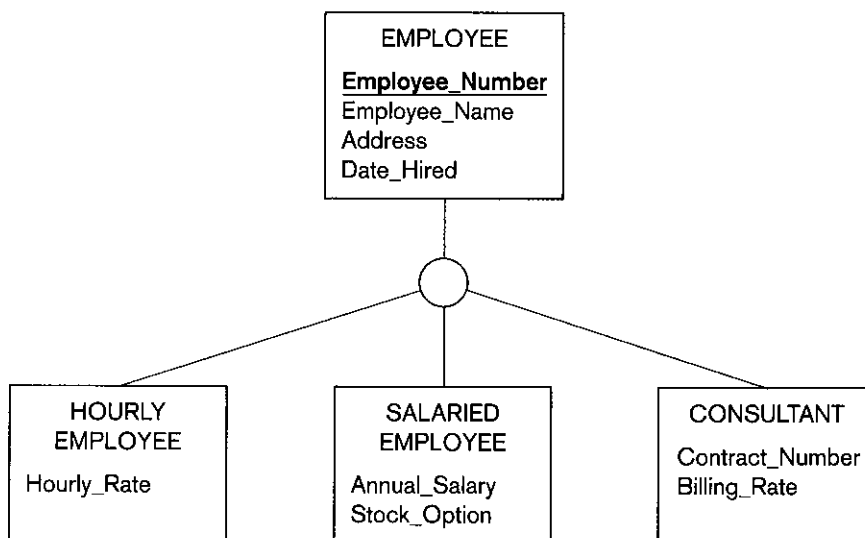 EMPLOYEE
Employee_Number
Employee_Name
Address
Date_Hired
HOURLY
EMPLOYEE
Hourly_Rate
SALARIED
EMPLOYEE
Annual_Salary
Stock_Option
CONSULTANT
Contract_Number
Billing_Rate